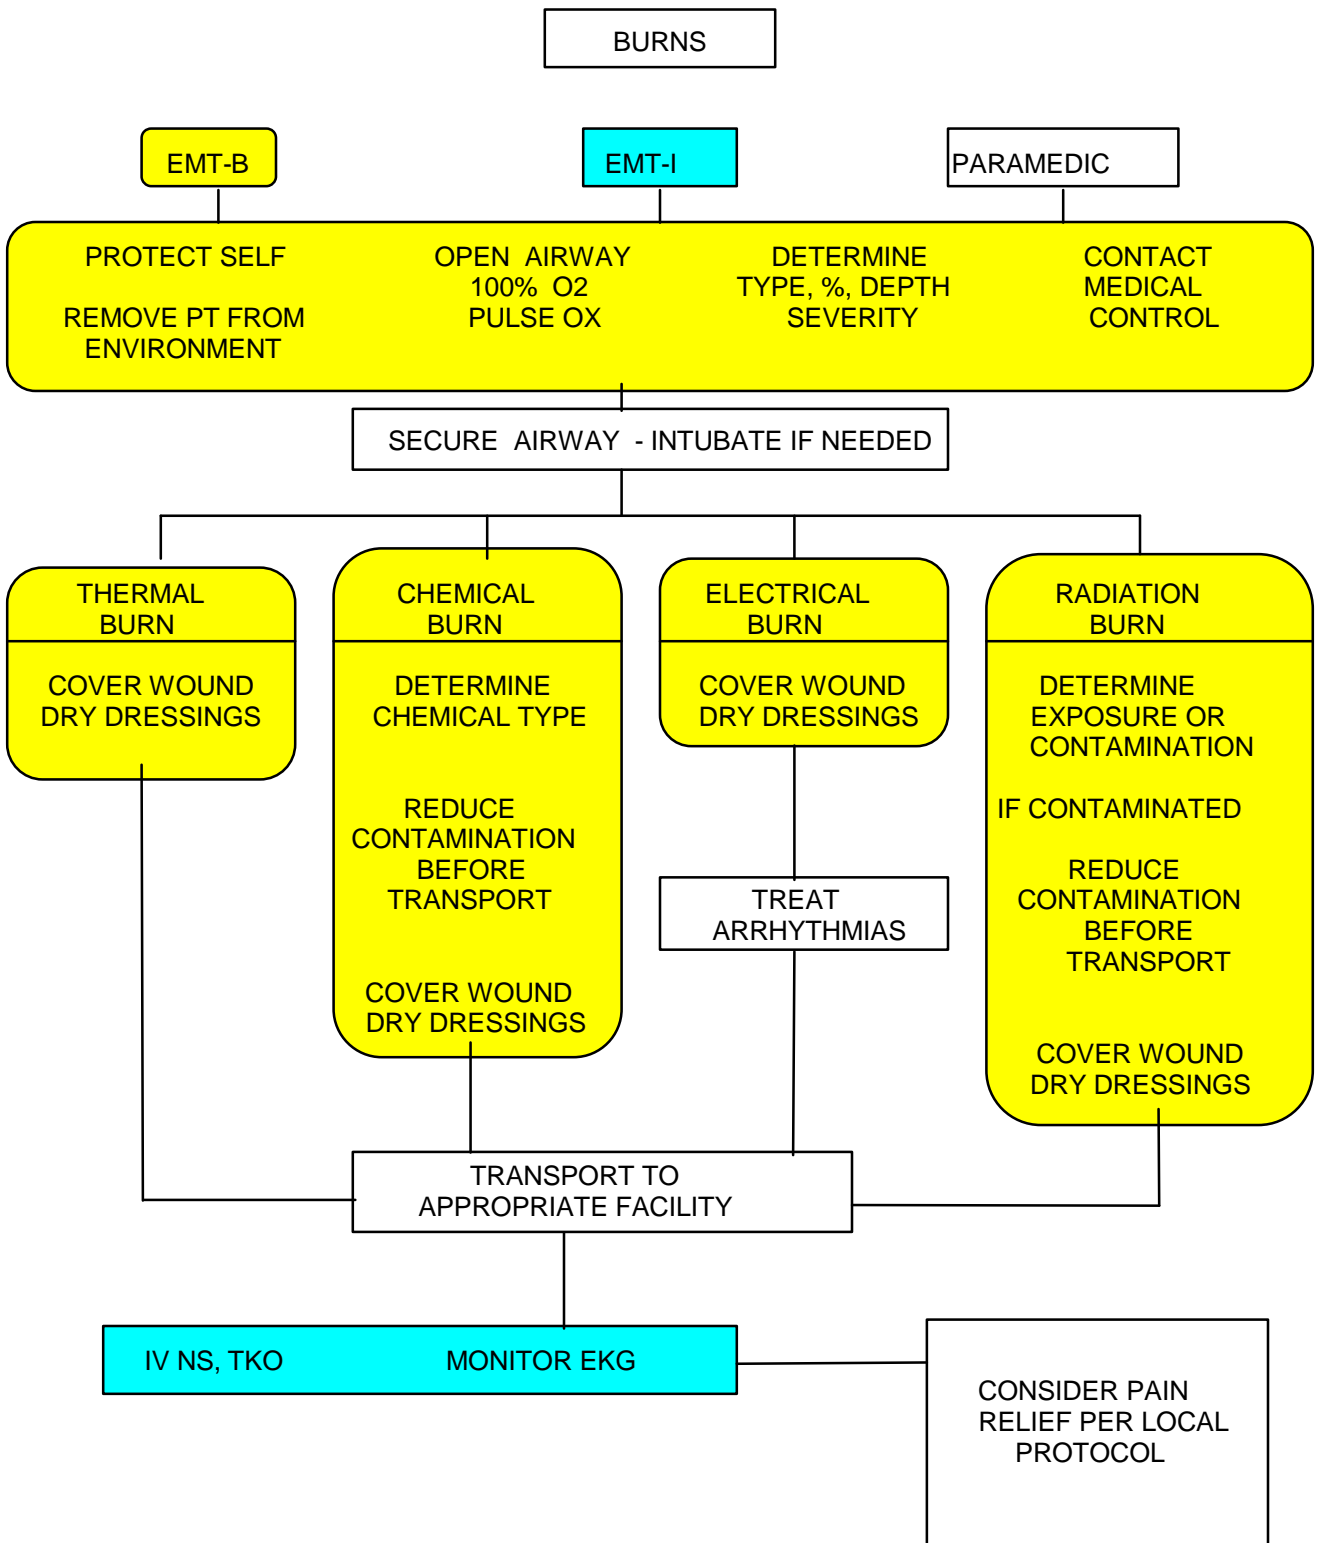 BURNS
EMT-B
EMT-I
PARAMEDIC
PROTECT SELF
REMOVE PT FROM
ENVIRONMENT
OPEN AIRWAY
100% O2
PULSE OX
DETERMINE
TYPE, %, DEPTH
SEVERITY
CONTACT
MEDICAL
CONTROL
SECURE AIRWAY - INTUBATE IF NEEDED
THERMAL
BURN
COVER WOUND
DRY DRESSINGS
CHEMICAL
BURN
DETERMINE
CHEMICAL TYPE
REDUCE
CONTAMINATION
BEFORE
TRANSPORT
COVER WOUND
DRY DRESSINGS
ELECTRICAL
BURN
COVER WOUND
DRY DRESSINGS
TREAT
ARRHYTHMIAS
RADIATION
BURN
DETERMINE
EXPOSURE OR
CONTAMINATION
IF CONTAMINATED
REDUCE
CONTAMINATION
BEFORE
TRANSPORT
COVER WOUND
DRY DRESSINGS
TRANSPORT TO
APPROPRIATE FACILITY
IV NS, TKO
MONITOR EKG
CONSIDER PAIN
RELIEF PER LOCAL
PROTOCOL